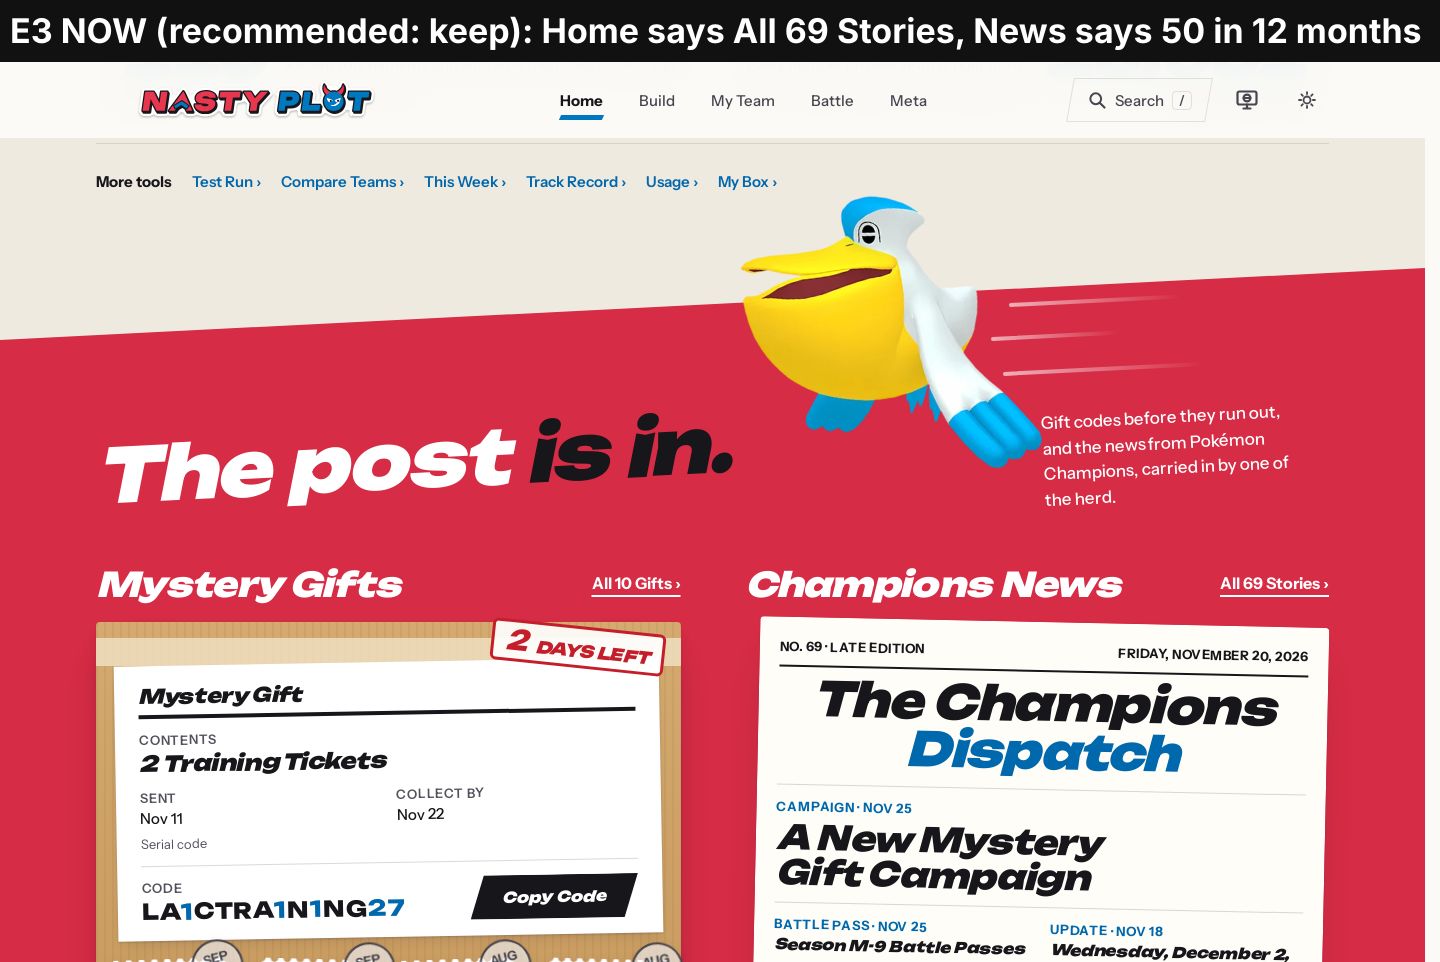 E3 NOW (recommended: keep): Home says All 69 Stories, News says 50 in 12 months
NASTY PLOT
Home Build My Team Battle Meta
Search /
More tools Test Run › Compare Teams › This Week › Track Record › Usage › My Box ›
The post is in.
Gift codes before they run out,
and the news from Pokémon
Champions, carried in by one of
the herd.
Mystery Gifts
All 10 Gifts ›
2 DAYS LEFT
Mystery Gift
CONTENTS
2 Training Tickets
SENT
Nov 11
COLLECT BY
Nov 22
Serial code
CODE
LA1CTRA1N1NG27
Copy Code
SEP
SEP
AUG
AUG
Champions News
All 69 Stories ›
NO. 69 · LATE EDITION
FRIDAY, NOVEMBER 20, 2026
The Champions
Dispatch
CAMPAIGN · NOV 25
A New Mystery
Gift Campaign
BATTLE PASS · NOV 25
Season M-9 Battle Passes
UPDATE · NOV 18
Wednesday, December 2,